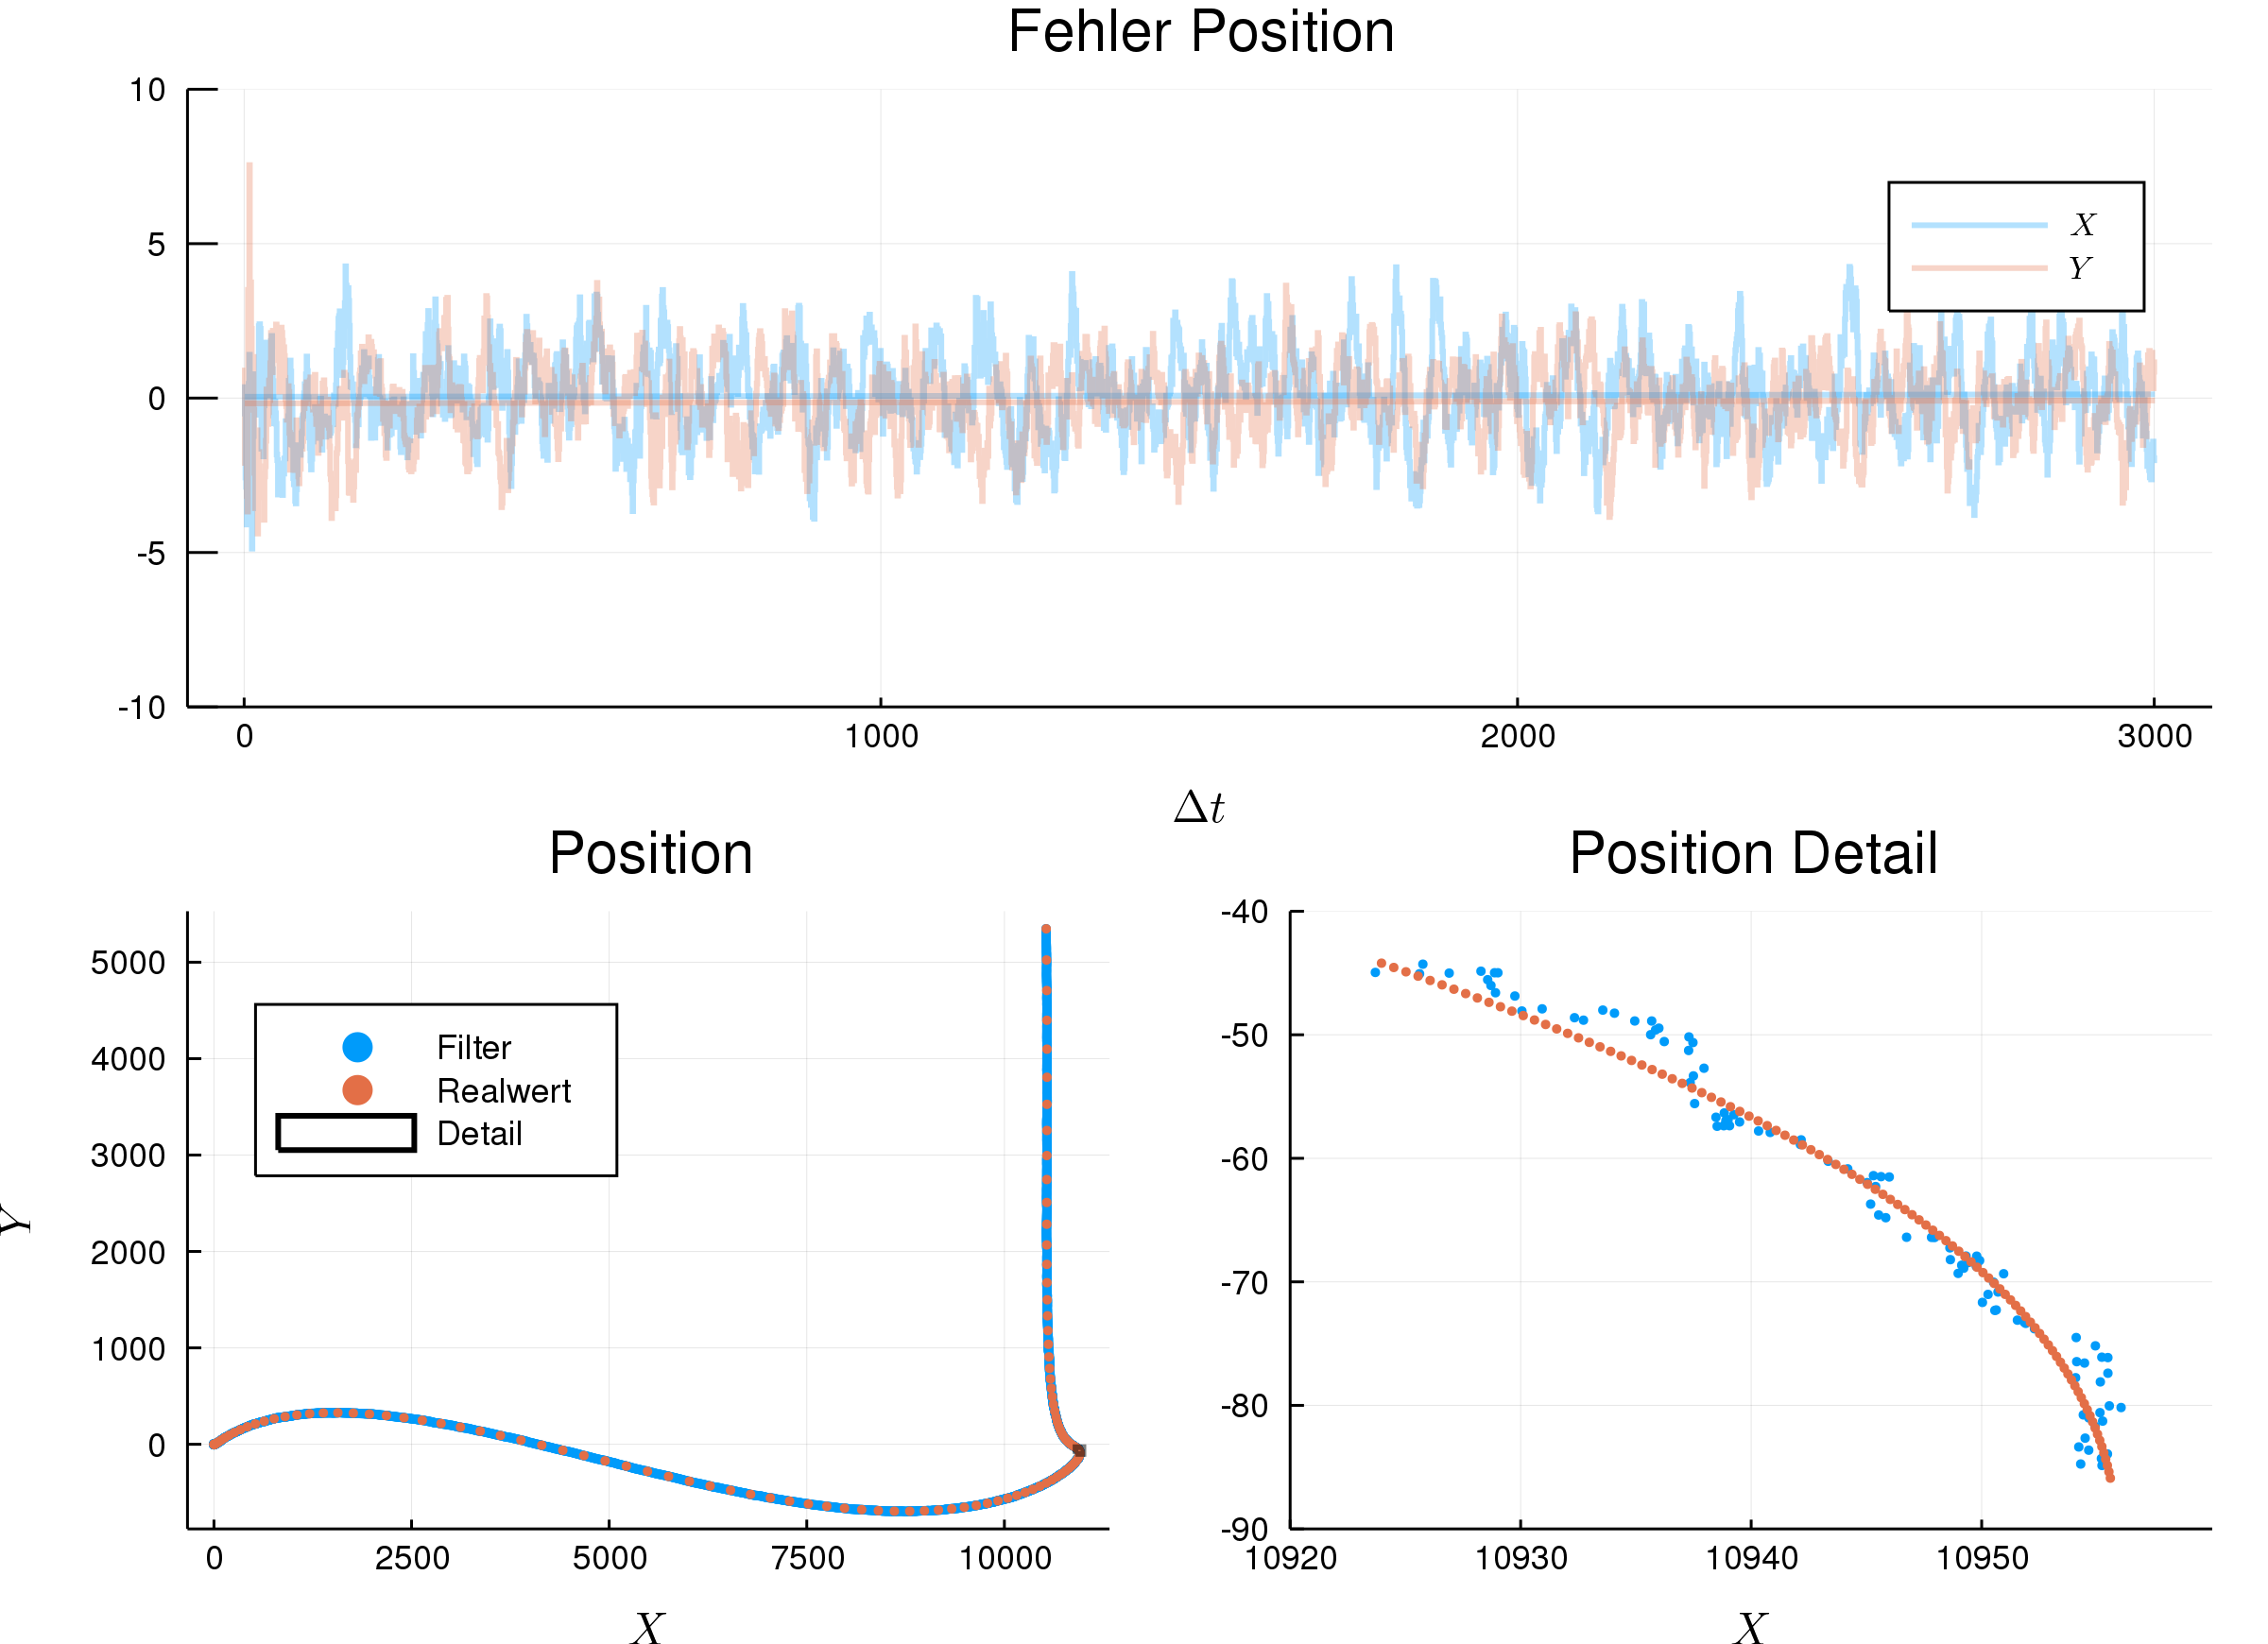 Fehler Position
10
5
0
-5
-10
X
Y
0 1000 2000 3000
Δt
Position
5000
4000
3000
2000
1000
0
Y
Filter
Realwert
Detail
0 2500 5000 7500 10000
X
Position Detail
-40
-50
-60
-70
-80
-90
10920 10930 10940 10950
X